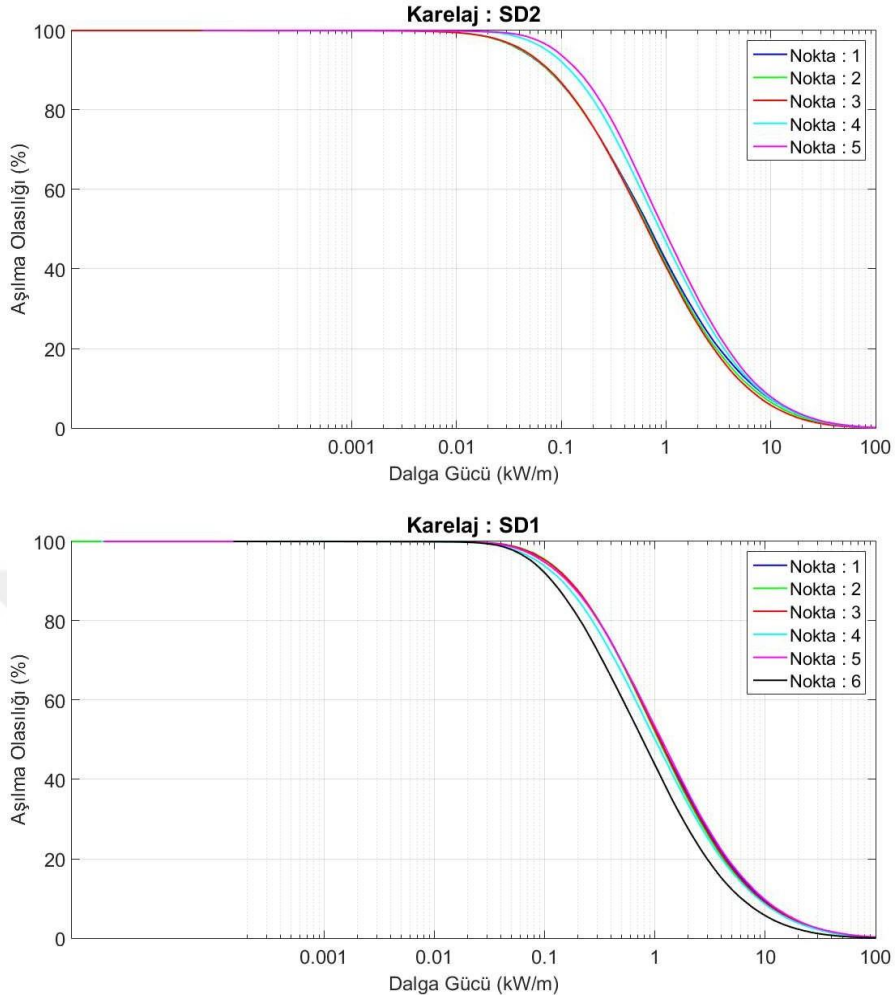 Karelaj : SD2
100
80
60
40
20
0
Aşılma Olasılığı (%)
Nokta : 1
Nokta : 2
Nokta : 3
Nokta : 4
Nokta : 5
0.001
0.01
0.1
1
10
100
Dalga Gücü (kW/m)
Karelaj : SD1
100
80
60
40
20
0
Aşılma Olasılığı (%)
Nokta : 1
Nokta : 2
Nokta : 3
Nokta : 4
Nokta : 5
Nokta : 6
0.001
0.01
0.1
1
10
100
Dalga Gücü (kW/m)